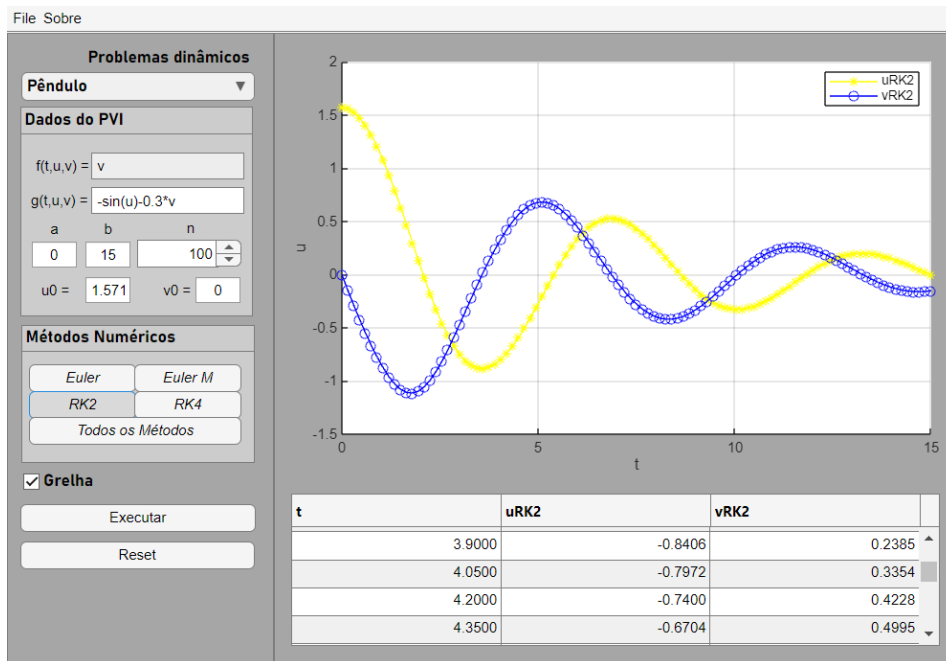 File Sobre
Problemas dinâmicos
Pêndulo
Dados do PVI
f(t,u,v) = v
g(t,u,v) = -sin(u)-0.3*v
a b n
0 15 100
u0 = 1.571 v0 = 0
Métodos Numéricos
Euler Euler M
RK2 RK4
Todos os Métodos
Grelha
Executar
Reset
2
1.5
1
0.5
0
-0.5
-1
-1.5
u
0 5 10 15
t
uRK2
vRK2
t uRK2 vRK2
3.9000 -0.8406 0.2385
4.0500 -0.7972 0.3354
4.2000 -0.7400 0.4228
4.3500 -0.6704 0.4995